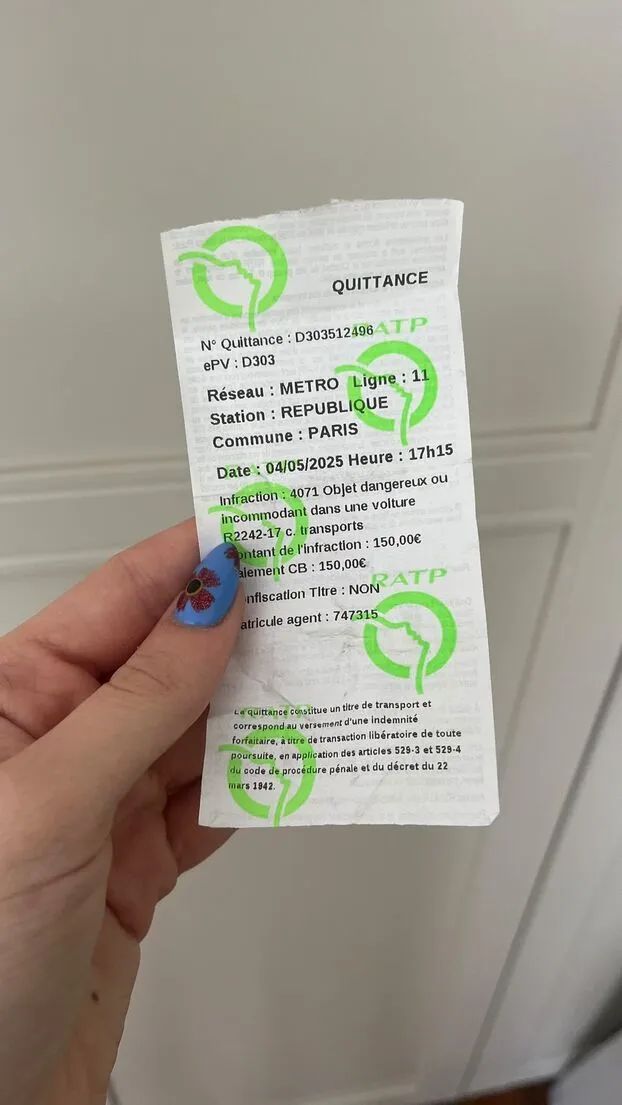 QUITTANCE
RATP
N° Quittance : D303512496
ePV : D303
Réseau : METRO Ligne : 11
Station : REPUBLIQUE
Commune : PARIS
Date : 04/05/2025 Heure : 17h15
Infraction : 4071 Objet dangereux ou
incommodant dans une voiture
R2242-17 c. transports
ontant de l'infraction : 150,00€
aiement CB : 150,00€
RATP
onfiscation Titre : NON
atricule agent : 747315
La quittance constitue un titre de transport et
correspond au versement d'une indemnité
forfaitaire, à titre de transaction libératoire de toute
poursuite, en application des articles 529-3 et 529-4
du code de procédure pénale et du décret du 22
mars 1942.